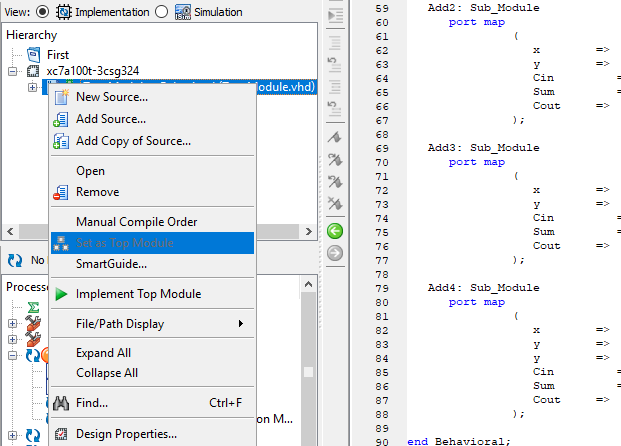 View: Implementation Simulation
Hierarchy
First
xc7a100t-3csg324
odule.vhd)
New Source...
Add Source...
Add Copy of Source...
Open
Remove
Manual Compile Order
Set as Top Module
SmartGuide...
Implement Top Module
File/Path Display
Expand All
Collapse All
Find... Ctrl+F
Design Properties...
No
Processe
on M...
59 Add2: Sub_Module
60 port map
61 (
62 x =>
63 y =>
64 Cin =
65 Sum =
66 Cout =>
67 );
68
69 Add3: Sub_Module
70 port map
71 (
72 x =>
73 y =>
74 Cin =
75 Sum =
76 Cout =>
77 );
78
79 Add4: Sub_Module
80 port map
81 (
82 x =>
83 y =>
84 y =>
85 Cin =
86 Sum =
87 Cout =>
88 );
89
90 end Behavioral;